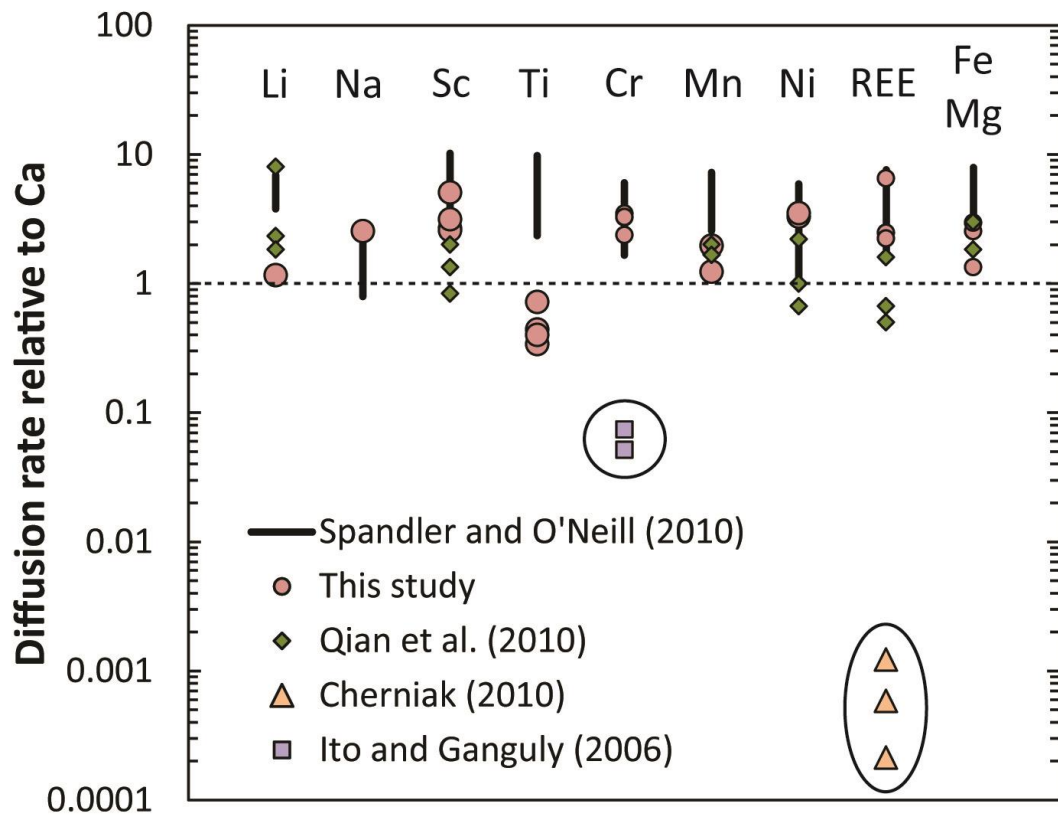 Diffusion rate relative to Ca
100
10
1
0.1
0.01
0.001
0.0001
Li Na Sc Ti Cr Mn Ni REE Fe
Mg
Spandler and O'Neill (2010)
This study
Qian et al. (2010)
Cherniak (2010)
Ito and Ganguly (2006)